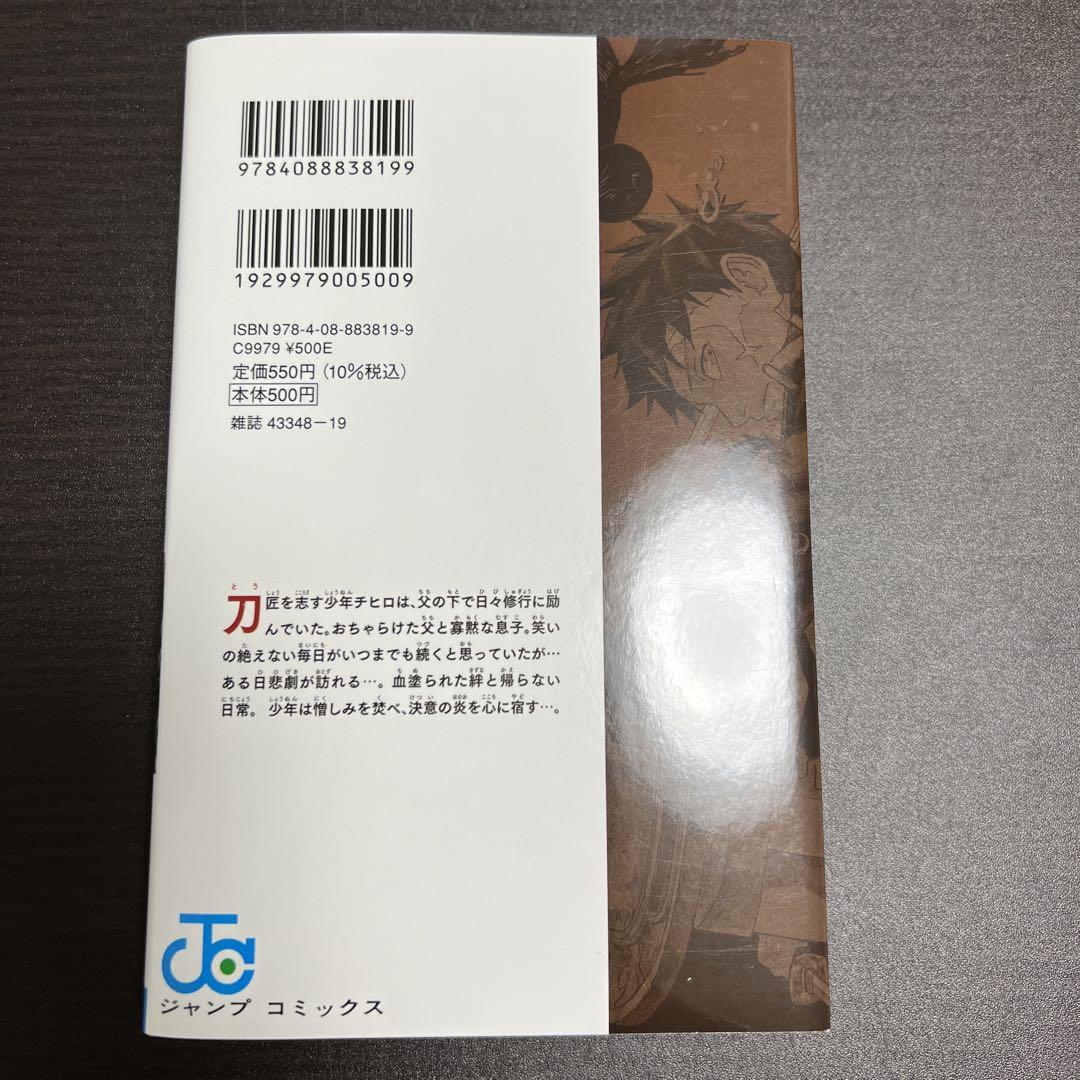 9784088838199
1929979005009
ISBN 978-4-08-883819-9
C9979 ¥500E
定価550円(10%税込)
本体500円
雑誌 43348-19
刀匠を志す少年チヒロは、父の下で日々修行に励
んでいた。おちゃらけた父と寡黙な息子。笑い
の絶えない毎日がいつまでも続くと思っていたが…
ある日悲劇が訪れる…。血塗られた絆と帰らない
日常。少年は憎しみを焚べ、決意の炎を心に宿す…。
JC
ジャンプ コミックス